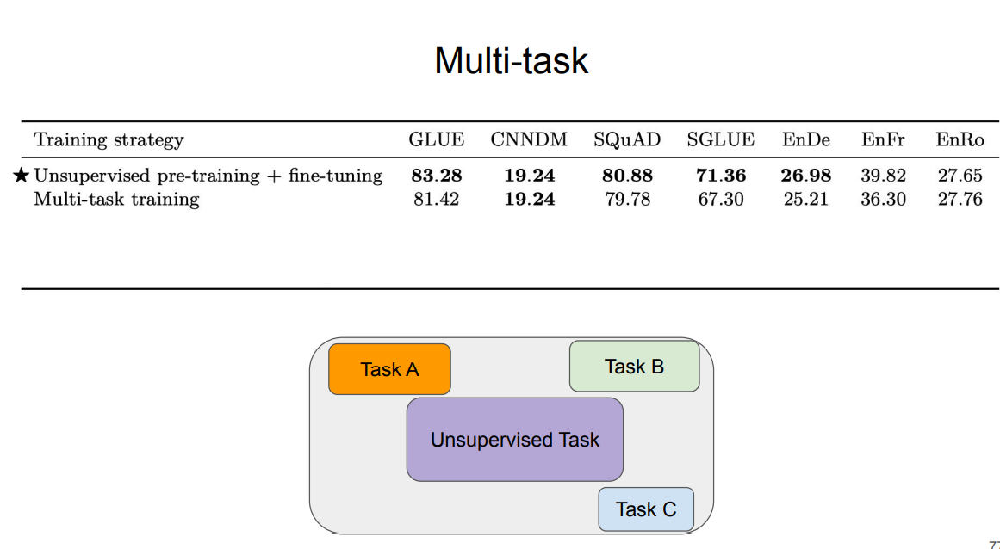 Multi-task
Training strategy GLUE CNNDM SQuAD SGLUE EnDe EnFr EnRo
★ Unsupervised pre-training + fine-tuning 83.28 19.24 80.88 71.36 26.98 39.82 27.65
Multi-task training 81.42 19.24 79.78 67.30 25.21 36.30 27.76
Task A
Task B
Unsupervised Task
Task C